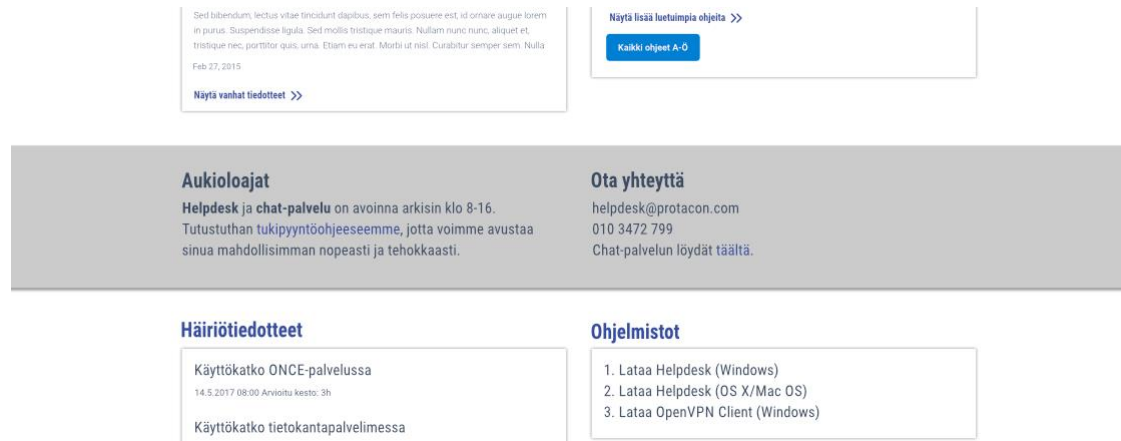 Sed bibendum, lectus vitae tincidunt dapibus, sem felis posuere est, id ornare augue lorem
in purus. Suspendisse ligula. Sed mollis tristique mauris. Nullam nunc nunc, aliquet et,
tristique nec, porttitor quis, urna. Etiam eu erat. Morbi ut nisl. Curabitur semper sem. Nulla
Feb 27, 2015
Näytä vanhat tiedotteet
Näytä lisää luetuimpia ohjeita
Kaikki ohjeet A-Ö
Aukioloajat
Helpdesk ja chat-palvelu on avoinna arkisin klo 8-16.
Tutustuthan tukipyyntöohjeeseemme, jotta voimme avustaa
sinua mahdollisimman nopeasti ja tehokkaasti.
Ota yhteyttä
helpdesk@protacon.com
010 3472 799
Chat-palvelun löydät täältä.
Häiriötiedotteet
Käyttökatko ONCE-palvelussa
14.5.2017 08:00 Arvioitu kesto: 3h
Käyttökatko tietokantapalvelimessa
Ohjelmistot
1. Lataa Helpdesk (Windows)
2. Lataa Helpdesk (OS X/Mac OS)
3. Lataa OpenVPN Client (Windows)